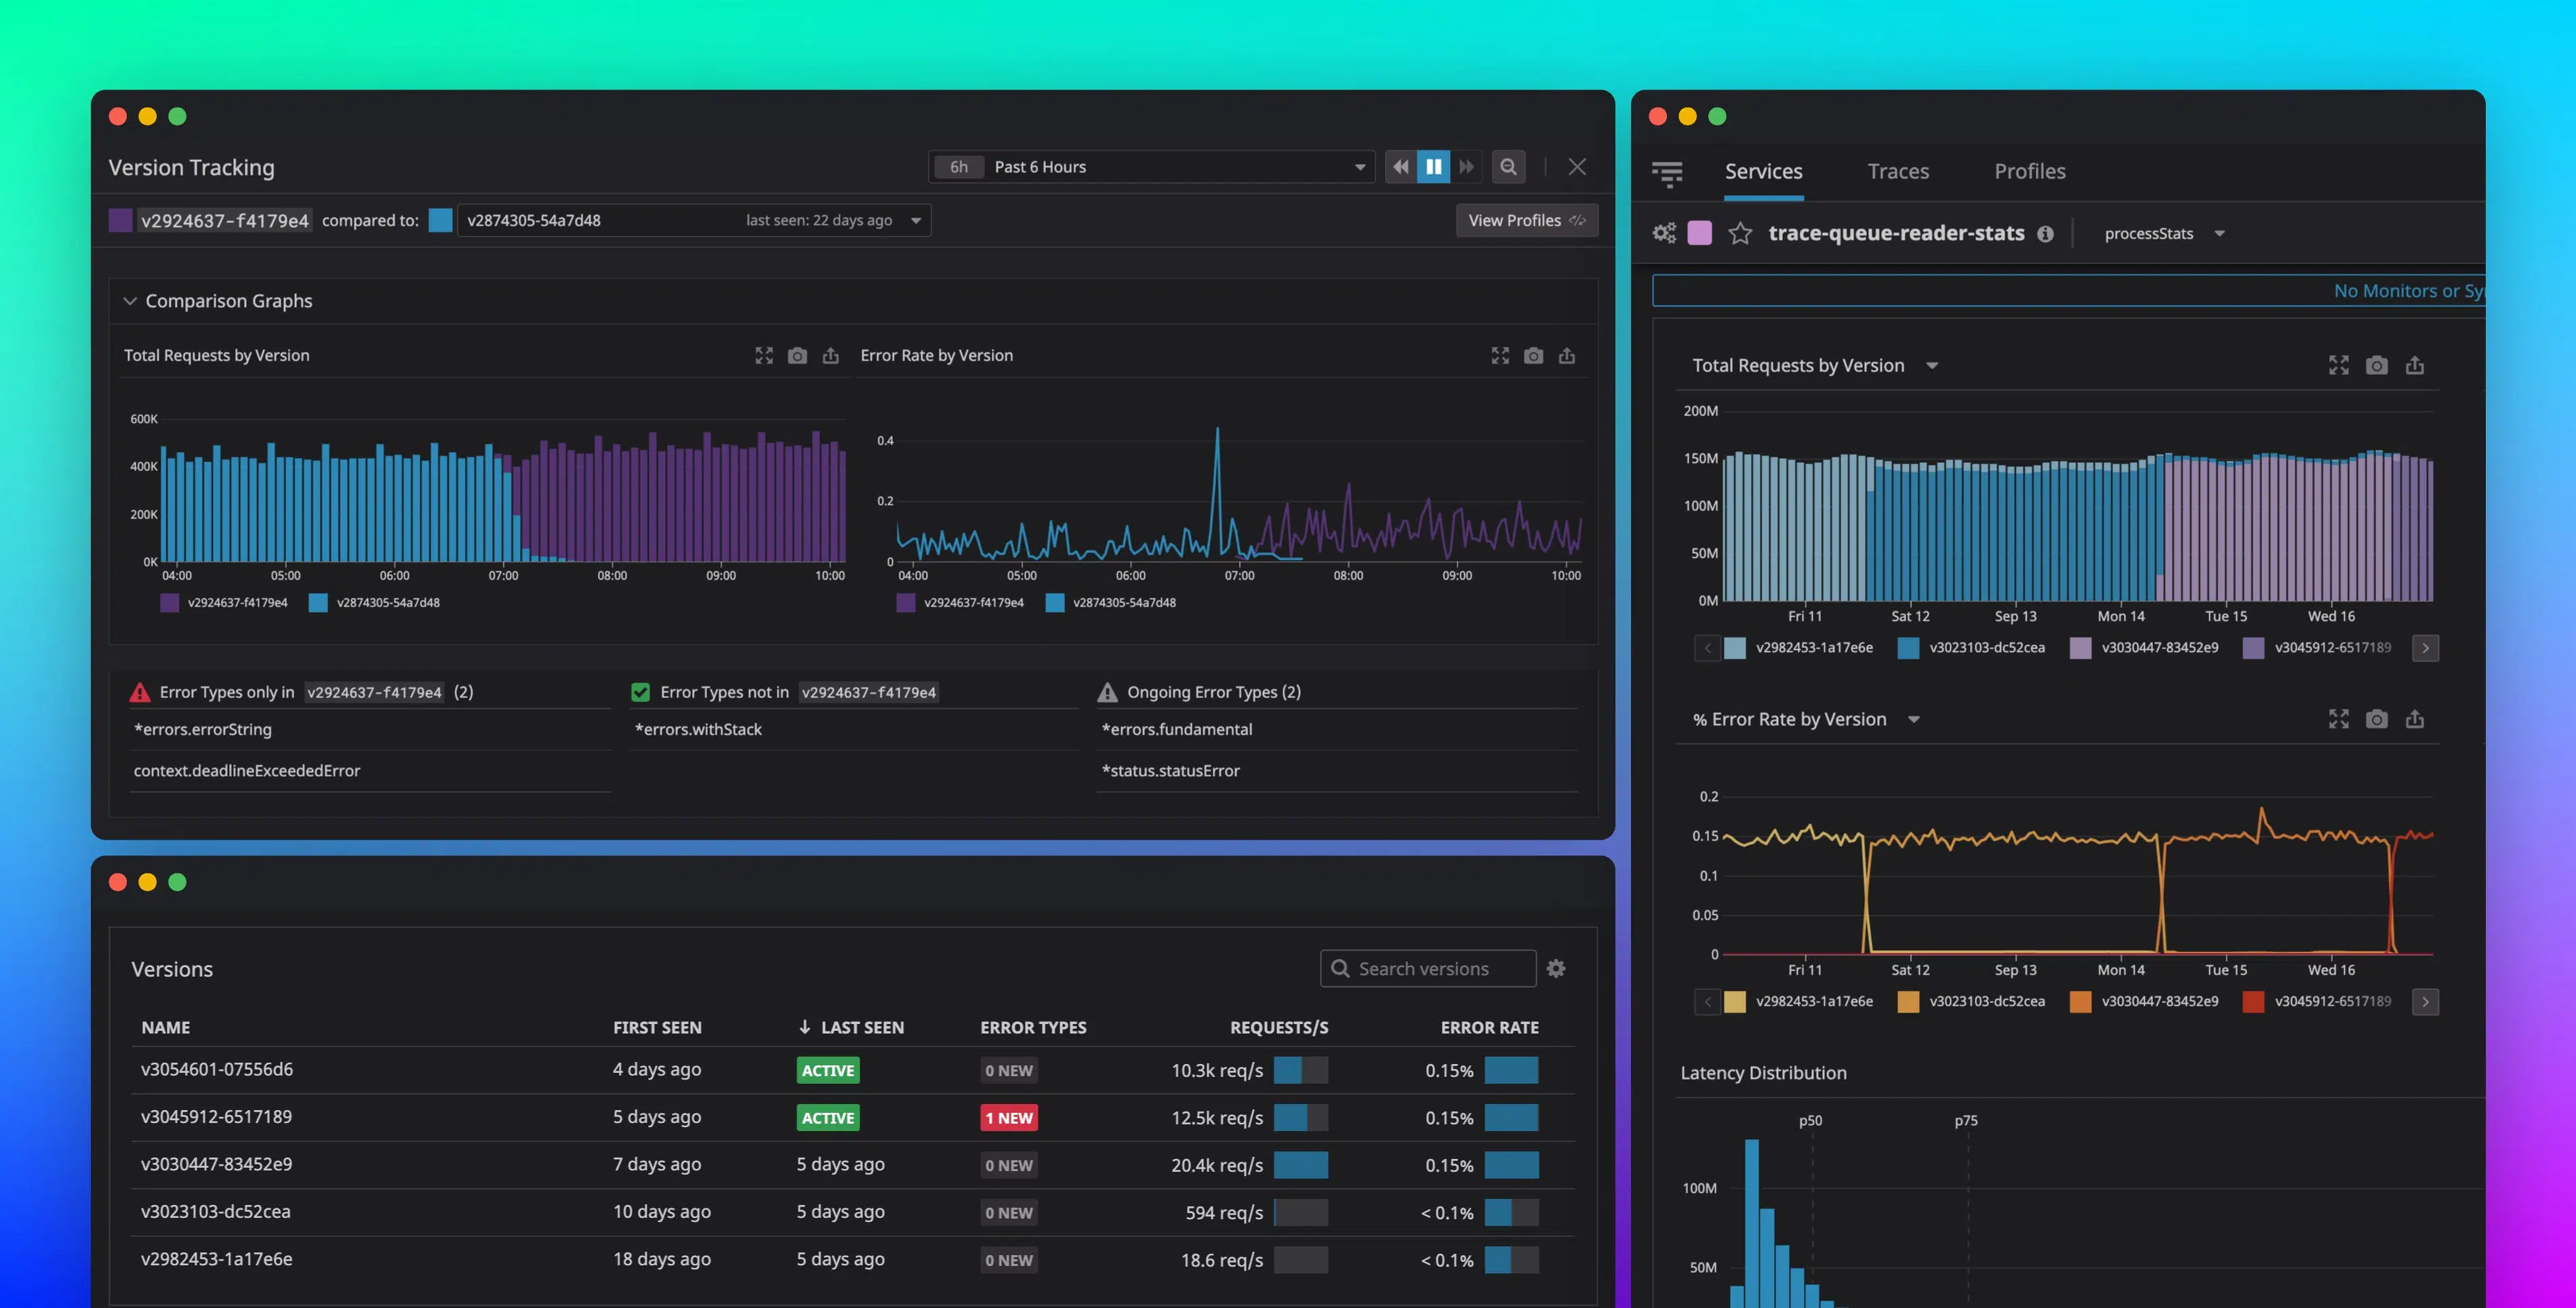 Version Tracking
6h Past 6 Hours
v2924637-f4179e4 compared to: v2874305-54a7d48 last seen: 22 days ago
View Profiles
Comparison Graphs
Total Requests by Version
600K
400K
200K
0K
04:00 05:00 06:00 07:00 08:00 09:00 10:00
v2924637-f4179e4 v2874305-54a7d48
Error Rate by Version
0.4
0.2
0
04:00 05:00 06:00 07:00 08:00 09:00 10:00
v2924637-f4179e4 v2874305-54a7d48
Error Types only in v2924637-f4179e4 (2)
*errors.errorString
context.deadlineExceededError
Error Types not in v2924637-f4179e4
*errors.withStack
Ongoing Error Types (2)
*errors.fundamental
*status.statusError
Versions
Search versions
NAME FIRST SEEN LAST SEEN ERROR TYPES REQUESTS/S ERROR RATE
v3054601-07556d6 4 days ago ACTIVE 0 NEW 10.3k req/s 0.15%
v3045912-6517189 5 days ago ACTIVE 1 NEW 12.5k req/s 0.15%
v3030447-83452e9 7 days ago 5 days ago 0 NEW 20.4k req/s 0.15%
v3023103-dc52cea 10 days ago 5 days ago 0 NEW 594 req/s < 0.1%
v2982453-1a17e6e 18 days ago 5 days ago 0 NEW 18.6 req/s < 0.1%
Services Traces Profiles
trace-queue-reader-stats processStats
No Monitors or Sy
Total Requests by Version
200M
150M
100M
50M
0M
Fri 11 Sat 12 Sep 13 Mon 14 Tue 15 Wed 16
v2982453-1a17e6e v3023103-dc52cea v3030447-83452e9 v3045912-6517189
% Error Rate by Version
0.2
0.15
0.1
0.05
0
Fri 11 Sat 12 Sep 13 Mon 14 Tue 15 Wed 16
v2982453-1a17e6e v3023103-dc52cea v3030447-83452e9 v3045912-6517189
Latency Distribution
p50 p75
100M
50M